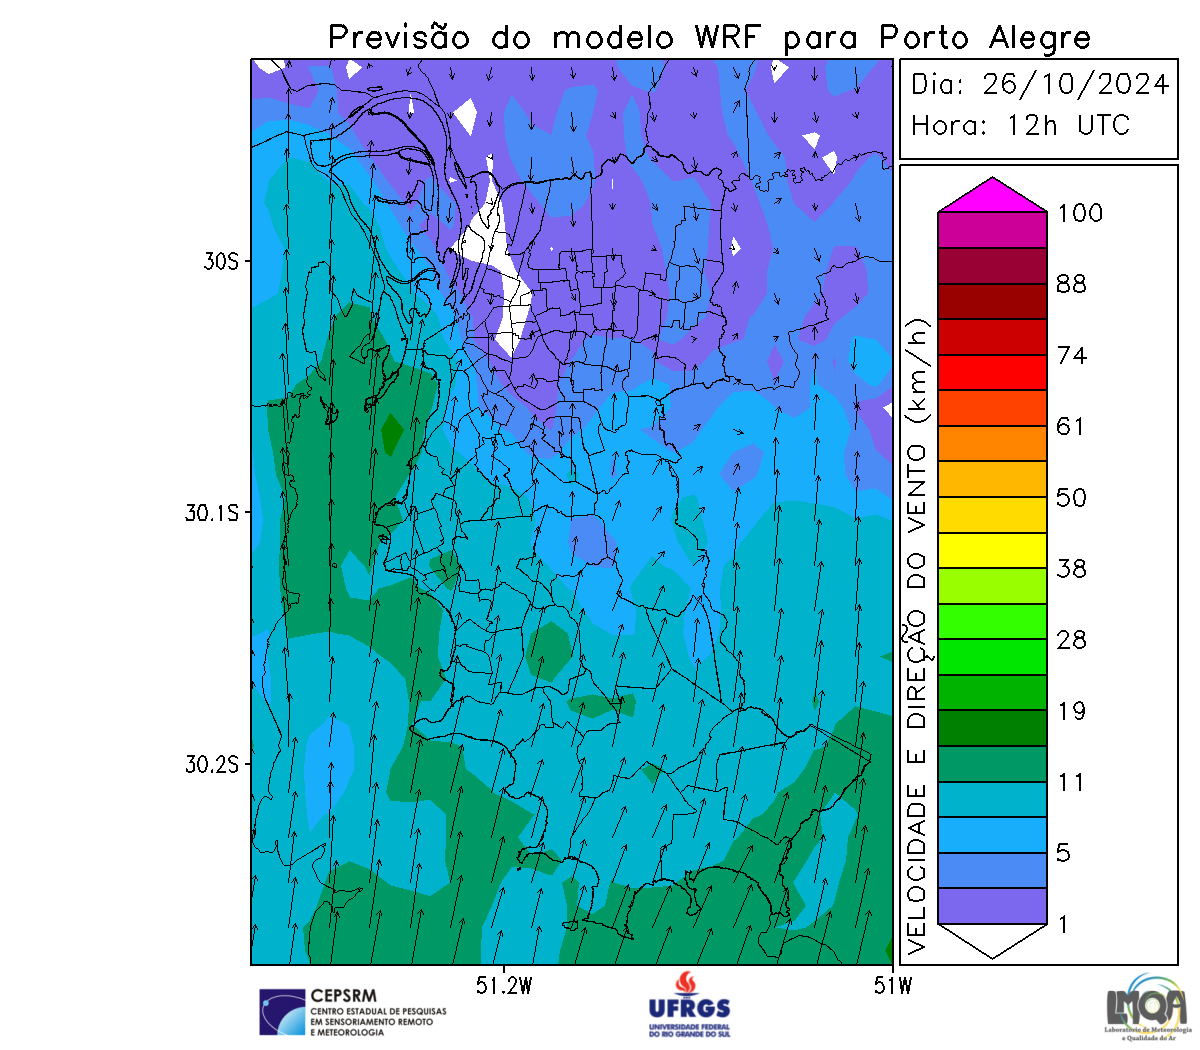 Previsão do modelo WRF para Porto Alegre
Dia: 26/10/2024
Hora: 12h UTC
30S
30.1S
30.2S
51.2W
51W
VELOCIDADE E DIREÇÃO DO VENTO (km/h)
100
88
74
61
50
38
28
19
11
5
1
CEPSRM
CENTRO ESTADUAL DE PESQUISAS
EM SENSORIAMENTO REMOTO
E METEOROLOGIA
UFRGS
UNIVERSIDADE FEDERAL
DO RIO GRANDE DO SUL
LMQA
Laboratório de Meteorologia
e Qualidade do Ar